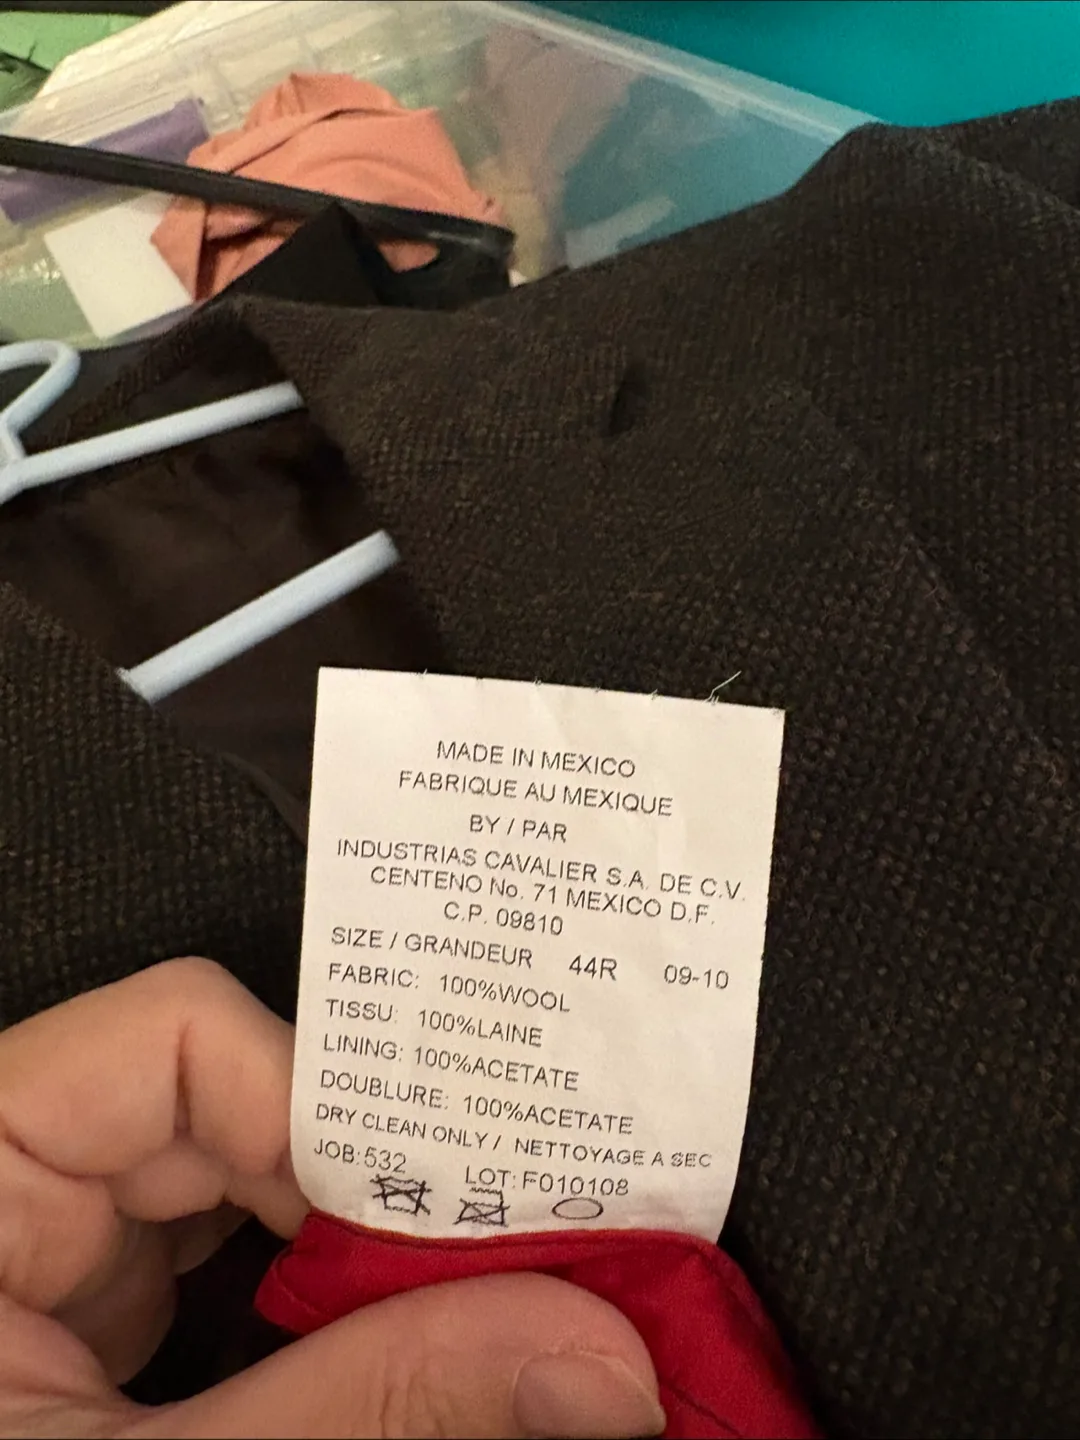 MADE IN MEXICO
FABRIQUE AU MEXIQUE
BY / PAR
INDUSTRIAS CAVALIER S.A. DE C.V.
CENTENO No. 71 MEXICO D.F.
C.P. 09810
SIZE / GRANDEUR 44R 09-10
FABRIC: 100%WOOL
TISSU: 100%LAINE
LINING: 100%ACETATE
DOUBLURE: 100%ACETATE
DRY CLEAN ONLY / NETTOYAGE A SEC
JOB:532 LOT:F010108